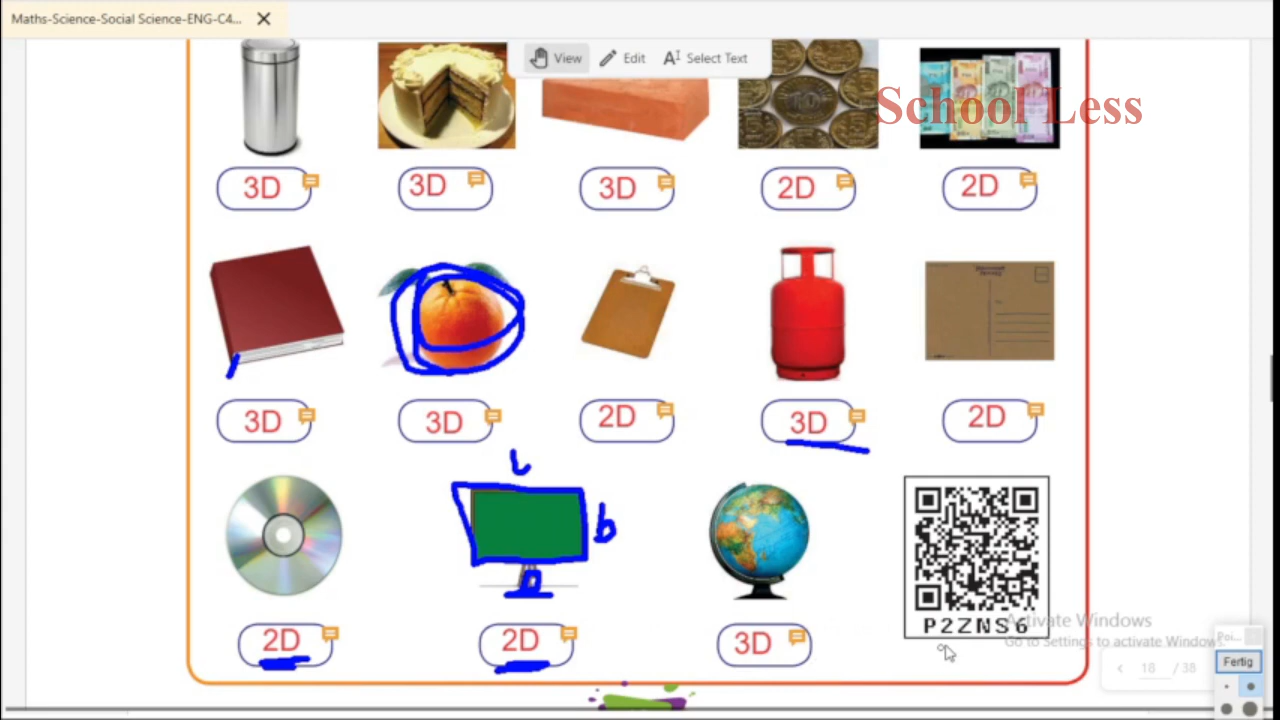 Maths-Science-Social Science-ENG-C4...
View Edit Select Text
School Less
3D 3D 3D 2D 2D
3D 3D 2D 3D 2D
L
b
2D 2D 3D
P2ZNS6
Activate Windows
Go to Settings to activate Windows.
18 / 38
Poi...
Fertig